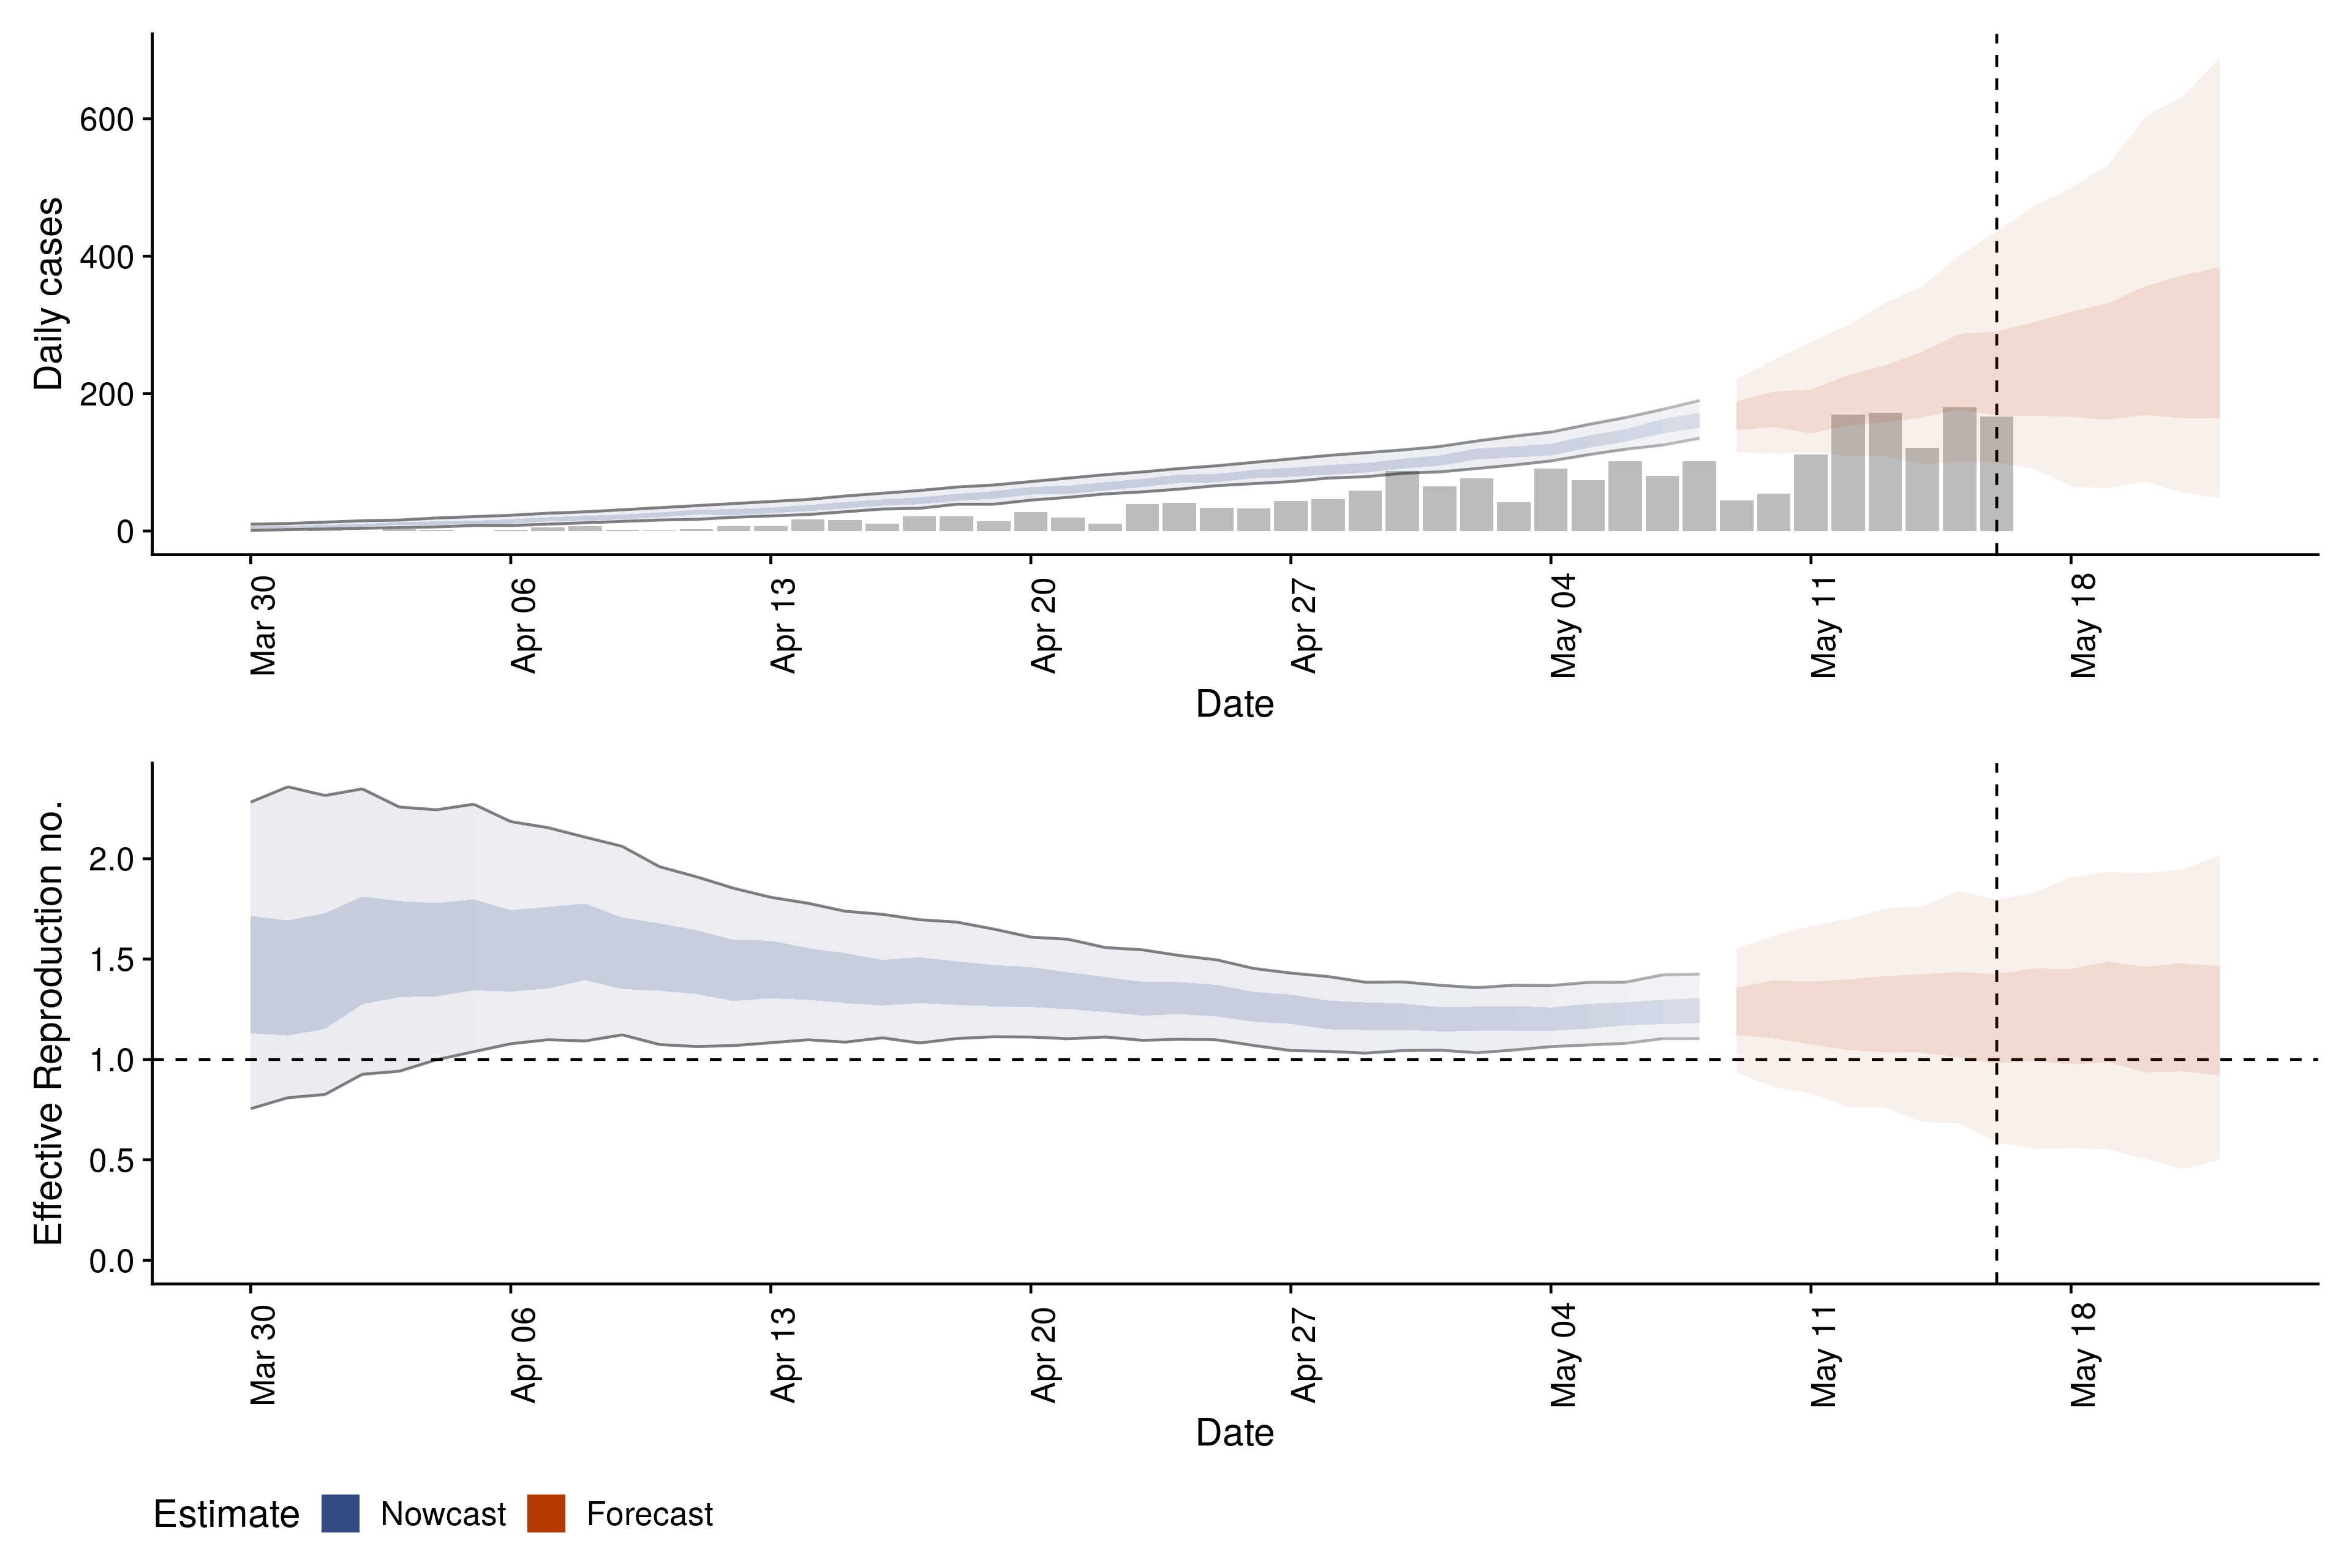 Daily cases
600
400
200
0
Mar 30
Apr 06
Apr 13
Apr 20
Apr 27
May 04
May 11
May 18
Date
Effective Reproduction no.
2.0
1.5
1.0
0.5
0.0
Mar 30
Apr 06
Apr 13
Apr 20
Apr 27
May 04
May 11
May 18
Date
Estimate Nowcast Forecast